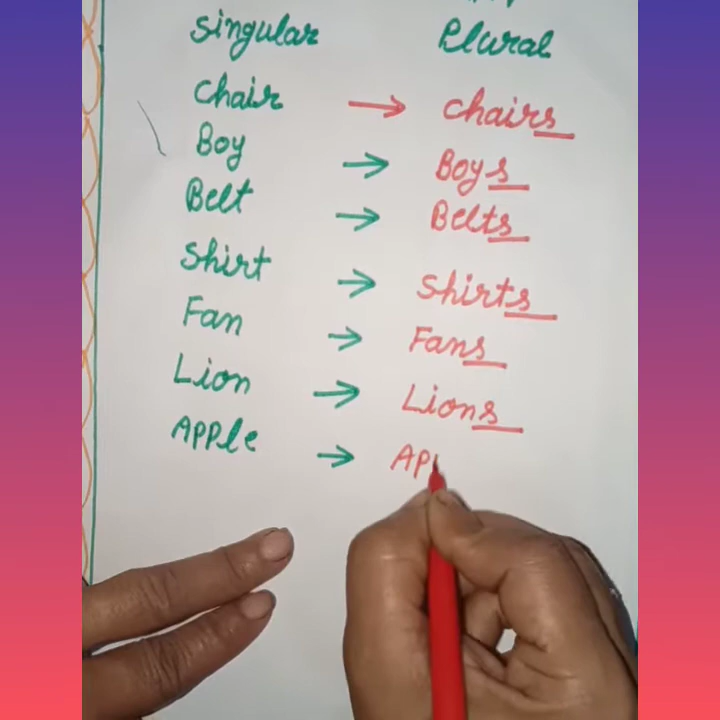 Singular Plural
Chair → Chairs
Boy → Boys
Belt → Belts
Shirt → Shirts
Fan → Fans
Lion → Lions
Apple → AP